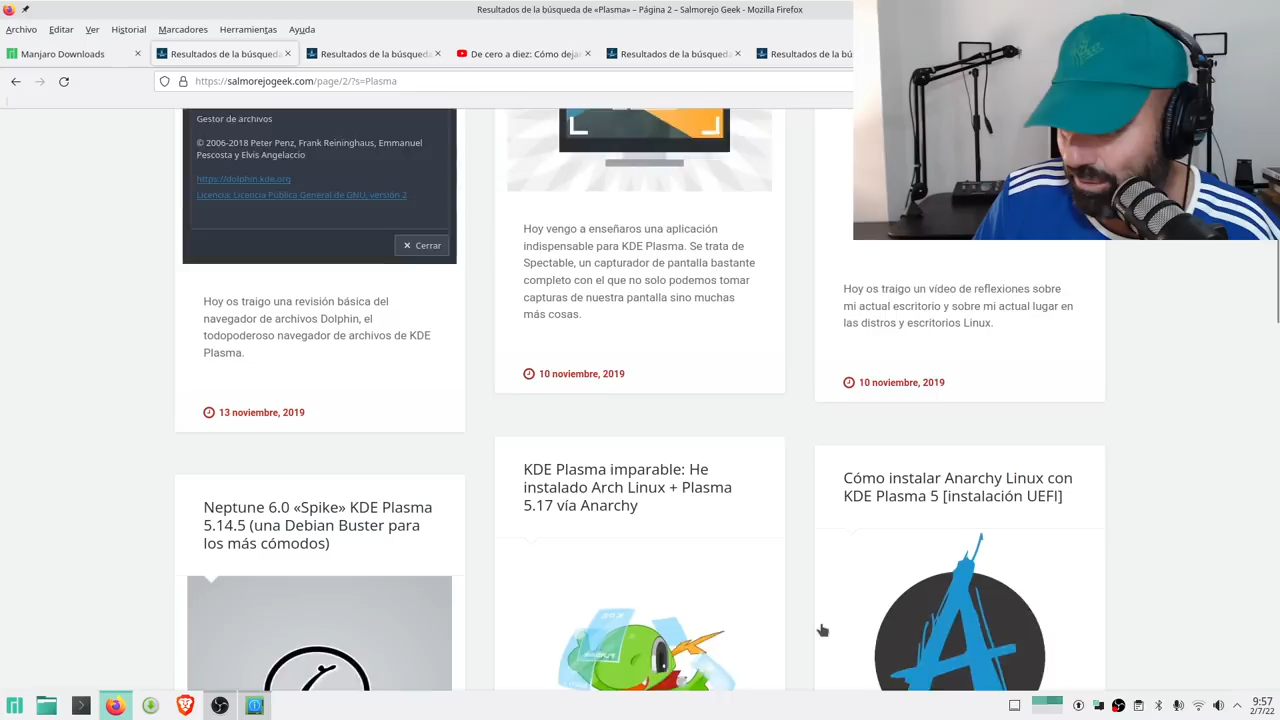 Resultados de la búsqueda de «Plasma» – Página 2 – Salmorejo Geek - Mozilla Firefox
Archivo Editar Ver Historial Marcadores Herramientas Ayuda
Manjaro Downloads × Resultados de la búsqueda × Resultados de la búsqueda × De cero a diez: Cómo dejar × Resultados de la búsqueda × Resultados de la bú
https://salmorejogeek.com/page/2/?s=Plasma
Gestor de archivos
© 2006-2018 Peter Penz, Frank Reininghaus, Emmanuel
Pescosta y Elvis Angelaccio
https://dolphin.kde.org
Licencia: Licencia Pública General de GNU, versión 2
× Cerrar
Hoy os traigo una revisión básica del
navegador de archivos Dolphin, el
todopoderoso navegador de archivos de KDE
Plasma.
13 noviembre, 2019
Hoy vengo a enseñaros una aplicación
indispensable para KDE Plasma. Se trata de
Spectable, un capturador de pantalla bastante
completo con el que no solo podemos tomar
capturas de nuestra pantalla sino muchas
más cosas.
10 noviembre, 2019
Hoy os traigo un vídeo de reflexiones sobre
mi actual escritorio y sobre mi actual lugar en
las distros y escritorios Linux.
10 noviembre, 2019
Neptune 6.0 «Spike» KDE Plasma
5.14.5 (una Debian Buster para
los más cómodos)
KDE Plasma imparable: He
instalado Arch Linux + Plasma
5.17 vía Anarchy
Cómo instalar Anarchy Linux con
KDE Plasma 5 [instalación UEFI]
9:57
2/7/22